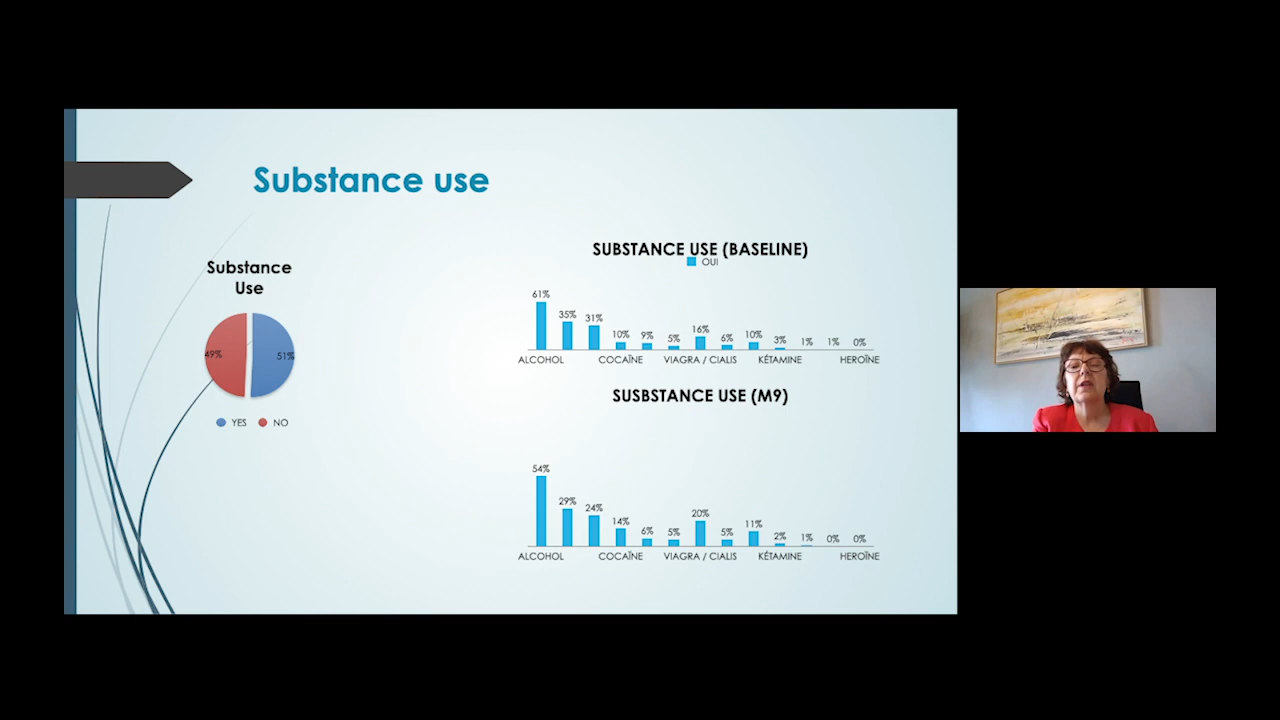 Substance use
Substance
Use
49%
51%
YES
NO
SUBSTANCE USE (BASELINE)
OUI
61%
35%
31%
10%
9%
5%
16%
6%
10%
3%
1%
1%
0%
ALCOHOL
COCAÏNE
VIAGRA / CIALIS
KÉTAMINE
HEROÏNE
SUSBSTANCE USE (M9)
54%
29%
24%
14%
6%
5%
20%
5%
11%
2%
1%
0%
0%
ALCOHOL
COCAÏNE
VIAGRA / CIALIS
KÉTAMINE
HEROÏNE